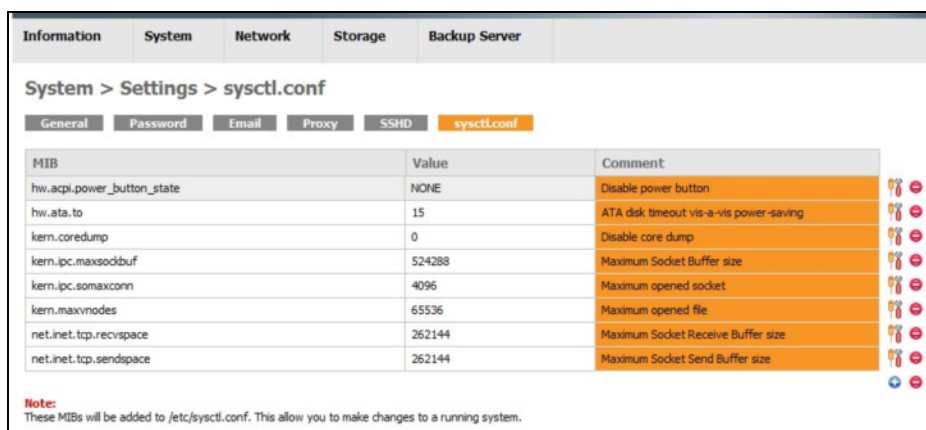 Information System Network Storage Backup Server
System > Settings > sysctl.conf
General Password Email Proxy SSHD sysctl.conf
MIB Value Comment
hw.acpi.power_button_state NONE Disable power button
hw.ata.to 15 ATA disk timeout vis-a-vis power-saving
kern.coredump 0 Disable core dump
kern.ipc.maxsockbuf 524288 Maximum Socket Buffer size
kern.ipc.somaxconn 4096 Maximum opened socket
kern.maxvnodes 65536 Maximum opened file
net.inet.tcp.recvspace 262144 Maximum Socket Receive Buffer size
net.inet.tcp.sendspace 262144 Maximum Socket Send Buffer size
Note:
These MIBs will be added to /etc/sysctl.conf. This allow you to make changes to a running system.